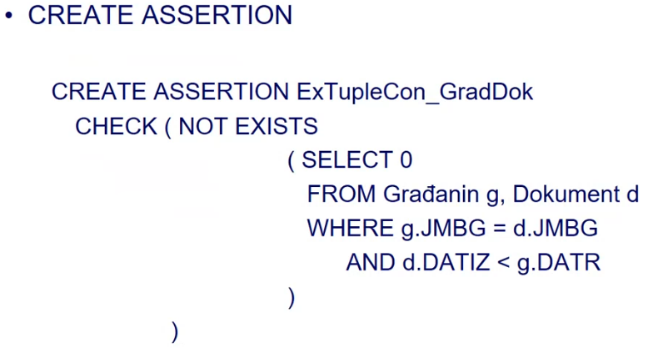 • CREATE ASSERTION
CREATE ASSERTION ExTupleCon_GradDok
CHECK ( NOT EXISTS
( SELECT 0
FROM Građanin g, Dokument d
WHERE g.JMBG = d.JMBG
AND d.DATIZ < g.DATR
)
)